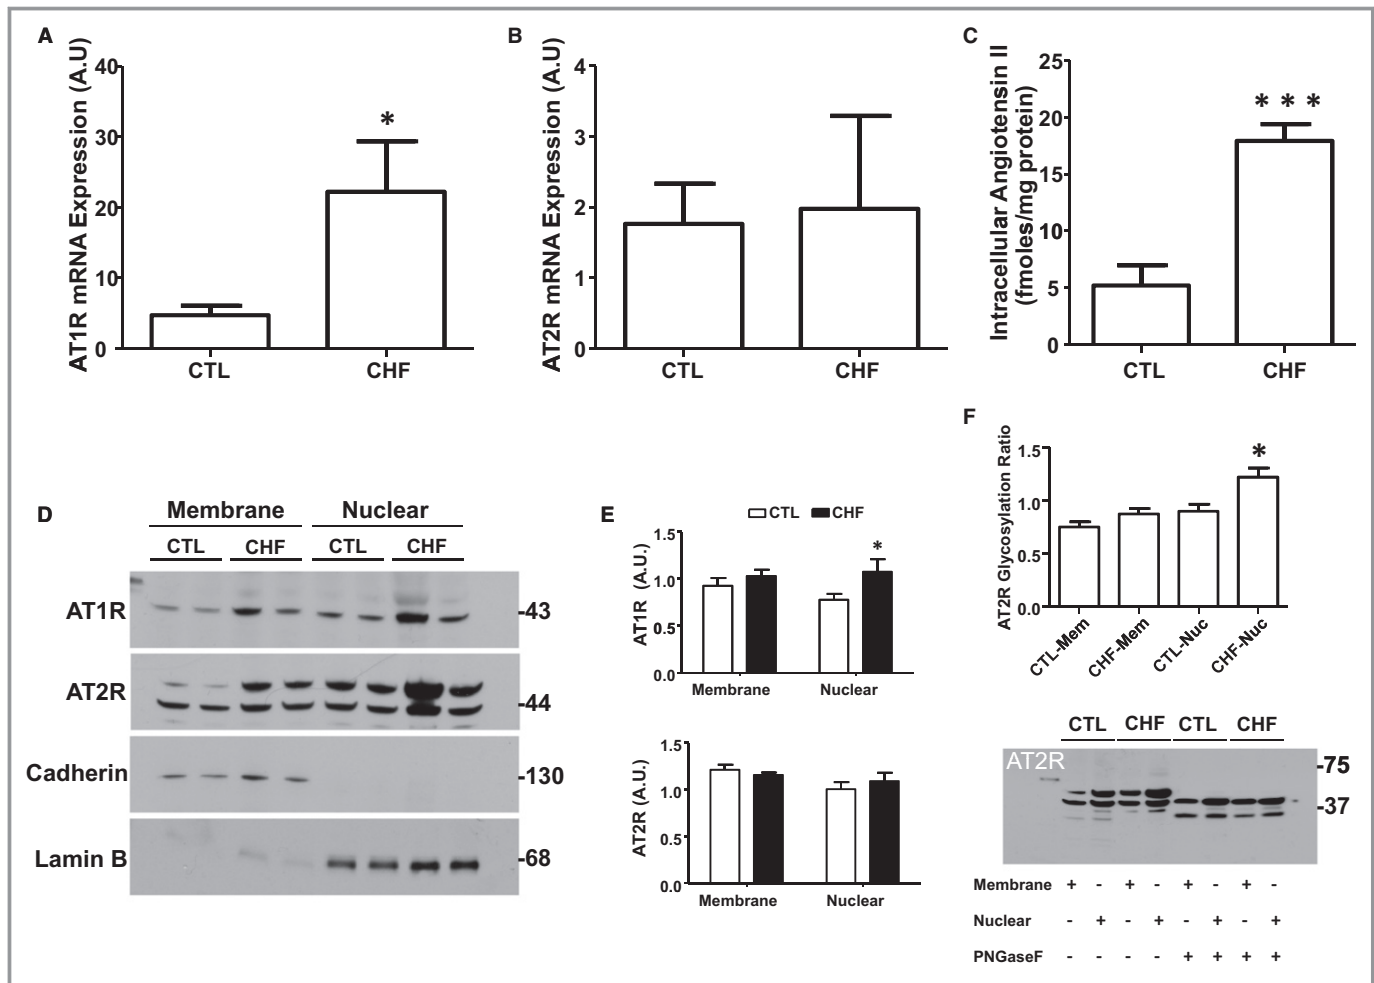 A
AT1R mRNA Expression (A.U)
40
30
20
10
0
*
CTL CHF
B
AT2R mRNA Expression (A.U)
4
3
2
1
0
CTL CHF
C
Intracellular Angiotensin II
(fmoles/mg protein)
25
20
15
10
5
0
* * *
CTL CHF
D
Membrane Nuclear
CTL CHF CTL CHF
AT1R -43
AT2R -44
Cadherin -130
Lamin B -68
E
CTL CHF
AT1R (A.U.)
1.5
1.0
0.5
0.0
*
Membrane Nuclear
AT2R (A.U.)
1.5
1.0
0.5
0.0
Membrane Nuclear
F
AT2R Glycosylation Ratio
1.5
1.0
0.5
0.0
*
CTL-Mem CHF-Mem CTL-Nuc CHF-Nuc
CTL CHF CTL CHF
AT2R
-75
-37
Membrane + - + - + - + -
Nuclear - + - + - + - +
PNGaseF - - - - + + + +